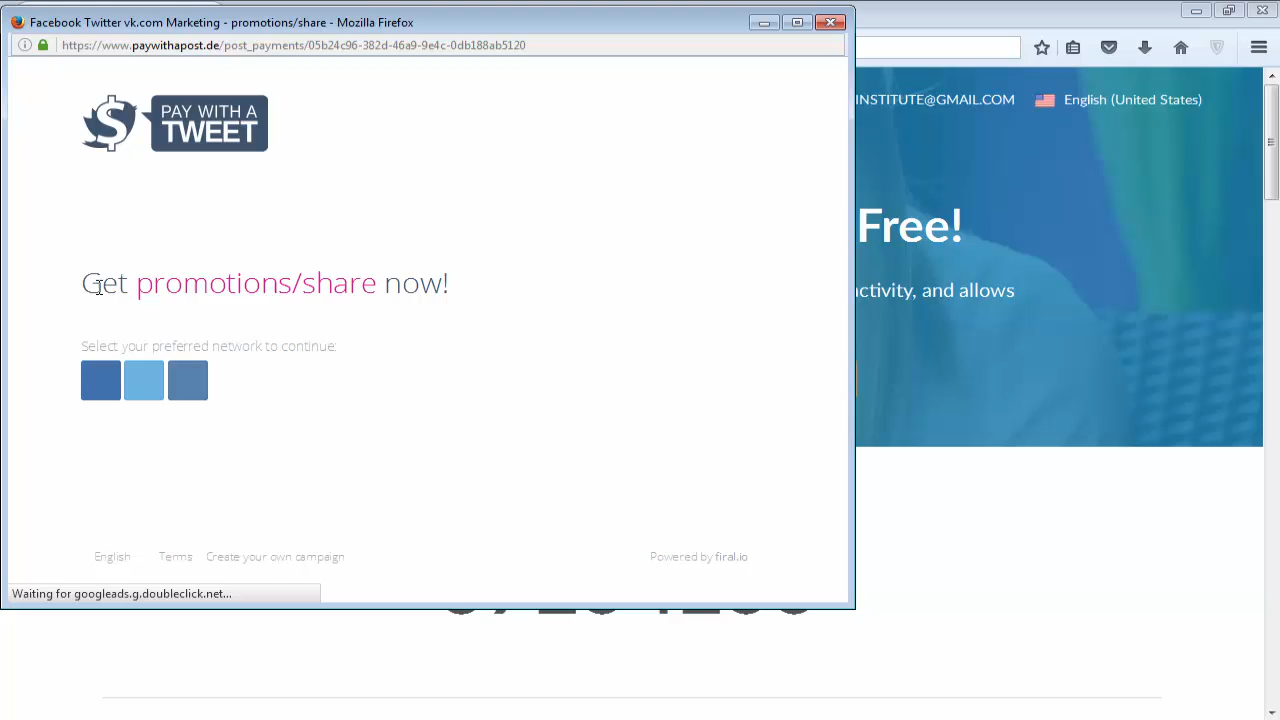 Facebook Twitter vk.com Marketing - promotions/share - Mozilla Firefox
https://www.paywithapost.de/post_payments/05b24c96-382d-46a9-9e4c-0db188ab5120
INSTITUTE@GMAIL.COM English (United States)
PAY WITH A
TWEET
Free!
Get promotions/share now!
activity, and allows
Select your preferred network to continue:
English Terms Create your own campaign Powered by firal.io
Waiting for googleads.g.doubleclick.net...